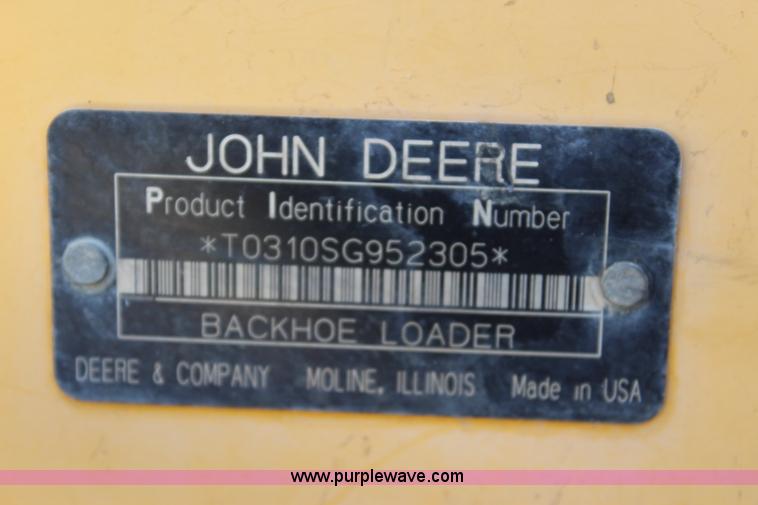 JOHN DEERE
Product Identification Number
*T0310SG952305*
BACKHOE LOADER
DEERE & COMPANY MOLINE, ILLINOIS Made in USA
www.purplewave.com